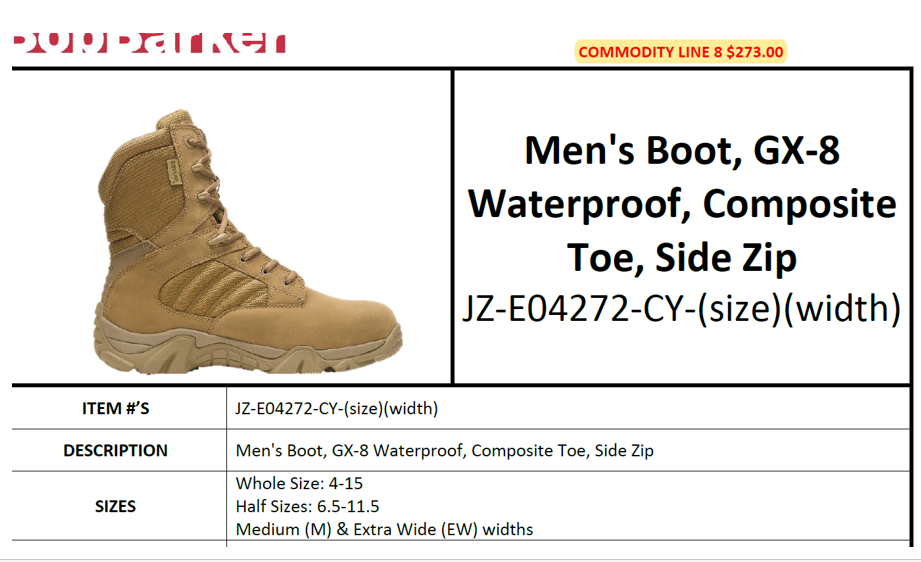 BobBarker
COMMODITY LINE 8 $273.00
Men's Boot, GX-8
Waterproof, Composite
Toe, Side Zip
JZ-E04272-CY-(size)(width)
ITEM #’S
JZ-E04272-CY-(size)(width)
DESCRIPTION
Men's Boot, GX-8 Waterproof, Composite Toe, Side Zip
SIZES
Whole Size: 4-15
Half Sizes: 6.5-11.5
Medium (M) & Extra Wide (EW) widths